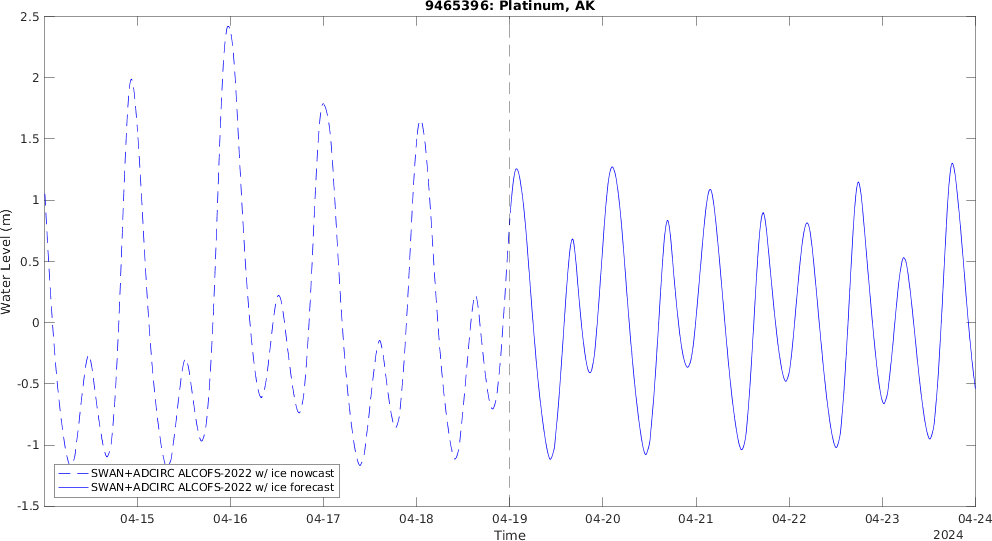 9465396: Platinum, AK
2.5
2
1.5
1
0.5
0
-0.5
-1
-1.5
Water Level (m)
SWAN+ADCIRC ALCOFS-2022 w/ ice nowcast
SWAN+ADCIRC ALCOFS-2022 w/ ice forecast
04-15 04-16 04-17 04-18 04-19 04-20 04-21 04-22 04-23 04-24
Time
2024